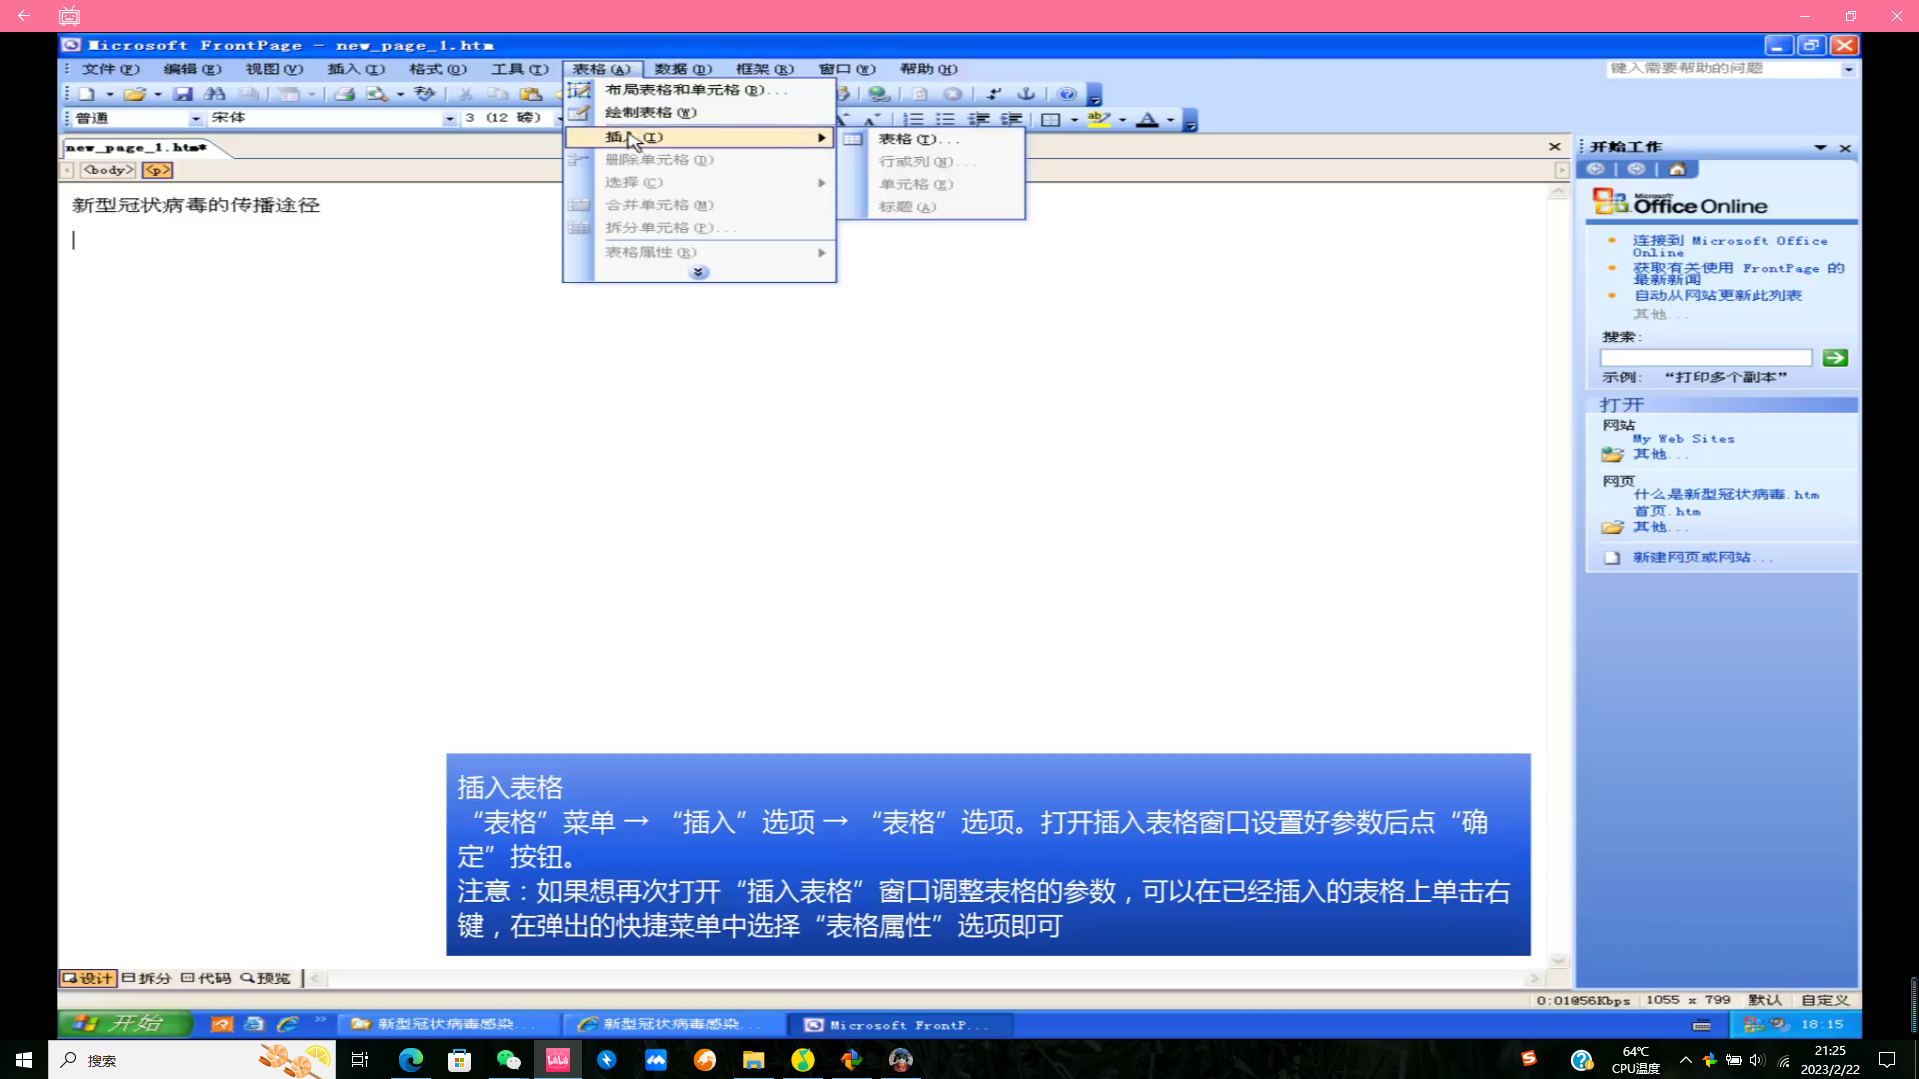 Microsoft FrontPage - new_page_1.htm
文件(F) 编辑(E) 视图(V) 插入(I) 格式(O) 工具(T) 表格(A) 数据(D) 框架(R) 窗口(W) 帮助(H)
键入需要帮助的问题
普通 宋体 3 (12 磅)
布局表格和单元格(B)...
绘制表格(W)
插入(I)
删除单元格(D)
选择(C)
合并单元格(M)
拆分单元格(P)...
表格属性(R)
表格(T)...
行或列(N)...
单元格(E)
标题(A)
new_page_1.htm*
<body> <p>
新型冠状病毒的传播途径
开始工作
Microsoft
Office Online
连接到 Microsoft Office
Online
获取有关使用 FrontPage 的
最新新闻
自动从网站更新此列表
其他...
搜索:
示例: “打印多个副本”
打开
网站
My Web Sites
其他...
网页
什么是新型冠状病毒.htm
首页.htm
其他...
新建网页或网站...
插入表格
“表格”菜单 → “插入”选项 → “表格”选项。打开插入表格窗口设置好参数后点“确
定”按钮。
注意:如果想再次打开“插入表格”窗口调整表格的参数,可以在已经插入的表格上单击右
键,在弹出的快捷菜单中选择“表格属性”选项即可
设计 拆分 代码 预览
0:01@56Kbps 1055 x 799 默认 自定义
开始 新型冠状病毒感染... 新型冠状病毒感染... Microsoft FrontP... 18:15
搜索
64℃
CPU温度
21:25
2023/2/22